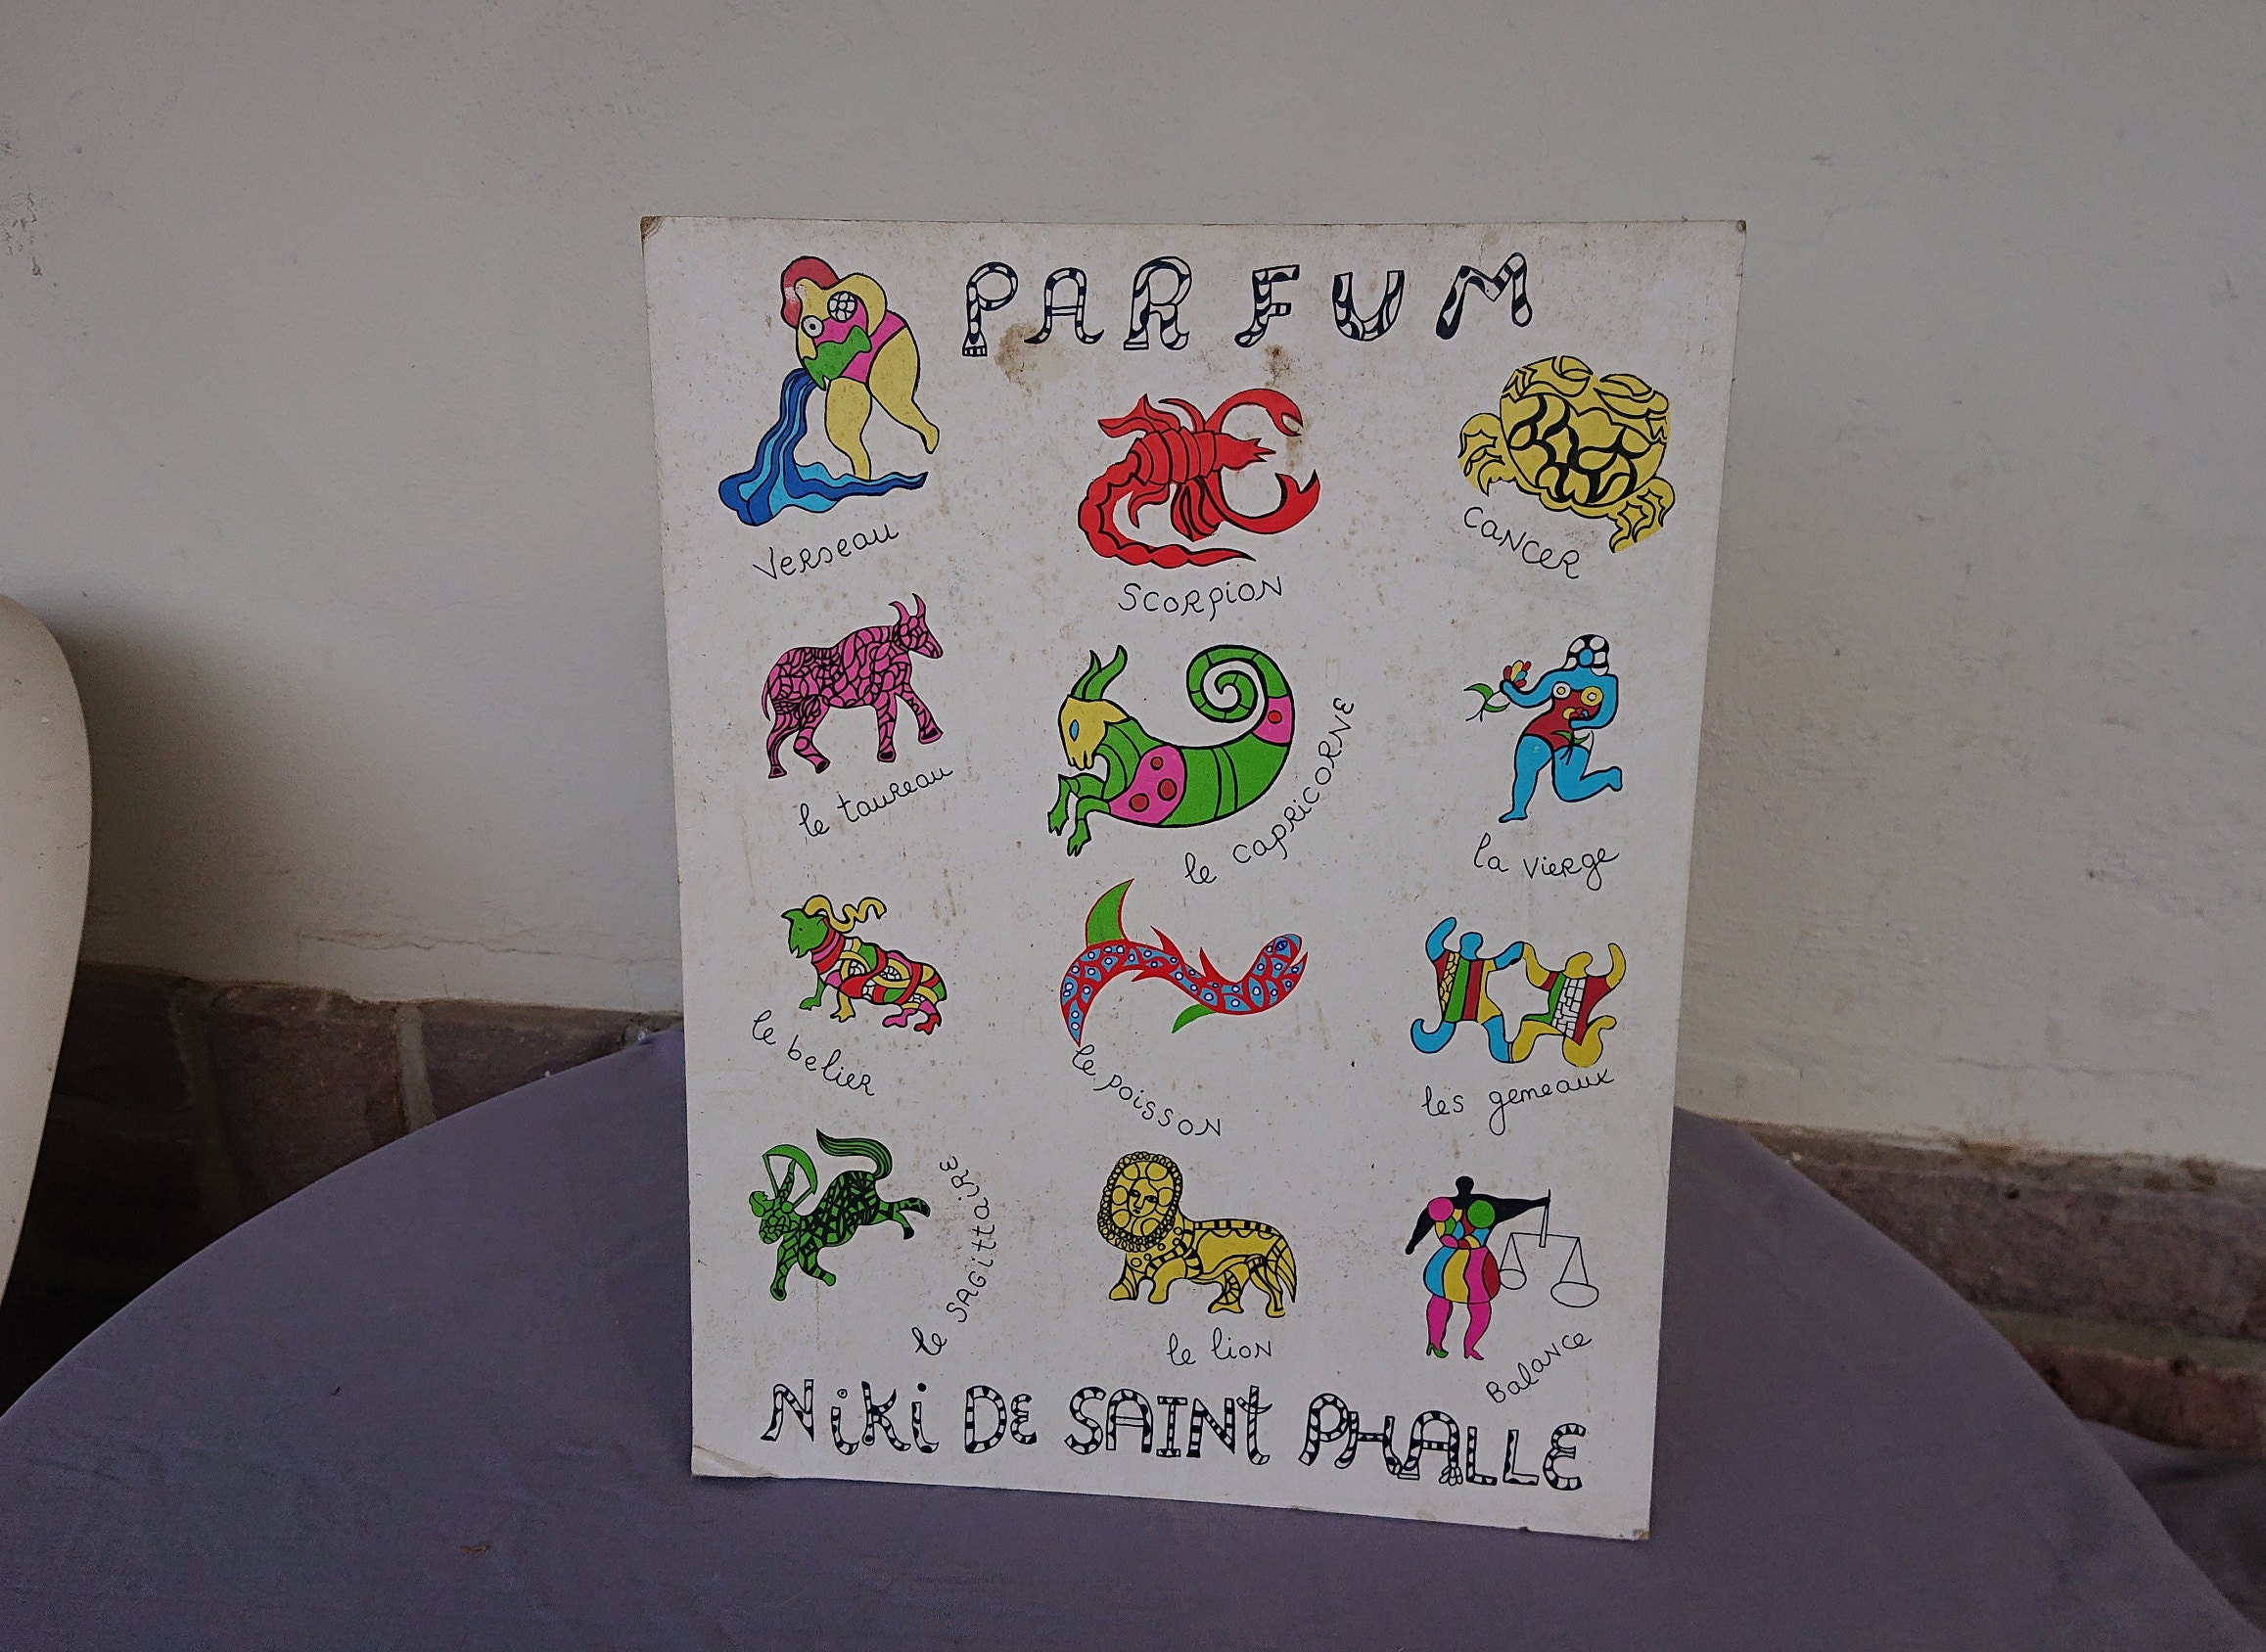 PARFUM
Verseau
Scorpion
Cancer
le taureau
le capricorne
la Vierge
le belier
le poisson
les gemeaux
le Sagittaire
le lion
Balance
Niki De SAINt PHALLE